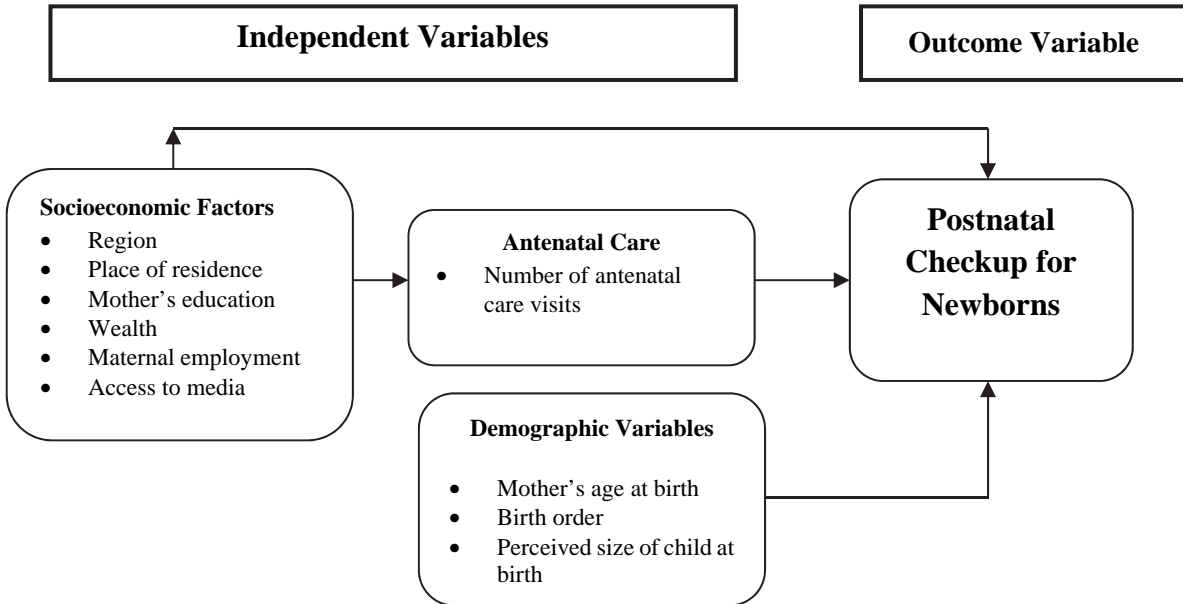 Independent Variables
Outcome Variable
Socioeconomic Factors
• Region
• Place of residence
• Mother’s education
• Wealth
• Maternal employment
• Access to media
Antenatal Care
• Number of antenatal
care visits
Postnatal
Checkup for
Newborns
Demographic Variables
• Mother’s age at birth
• Birth order
• Perceived size of child at
birth